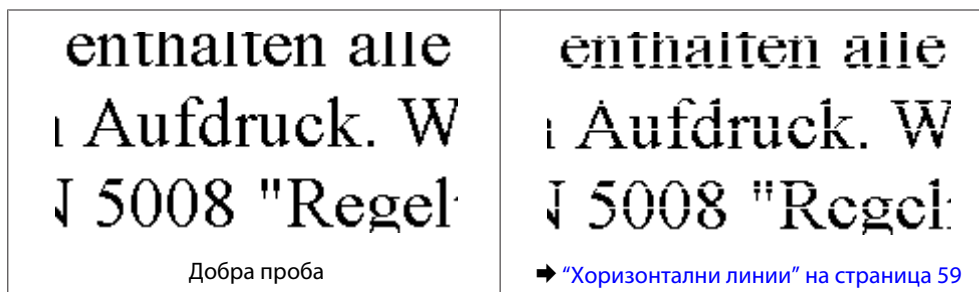 enthalten alle
Aufdruck. W
5008 "Regel
Добра проба
enthalten alle
Aufdruck. W
5008 "Regel
➡ “Хоризонтални линии” на страница 59